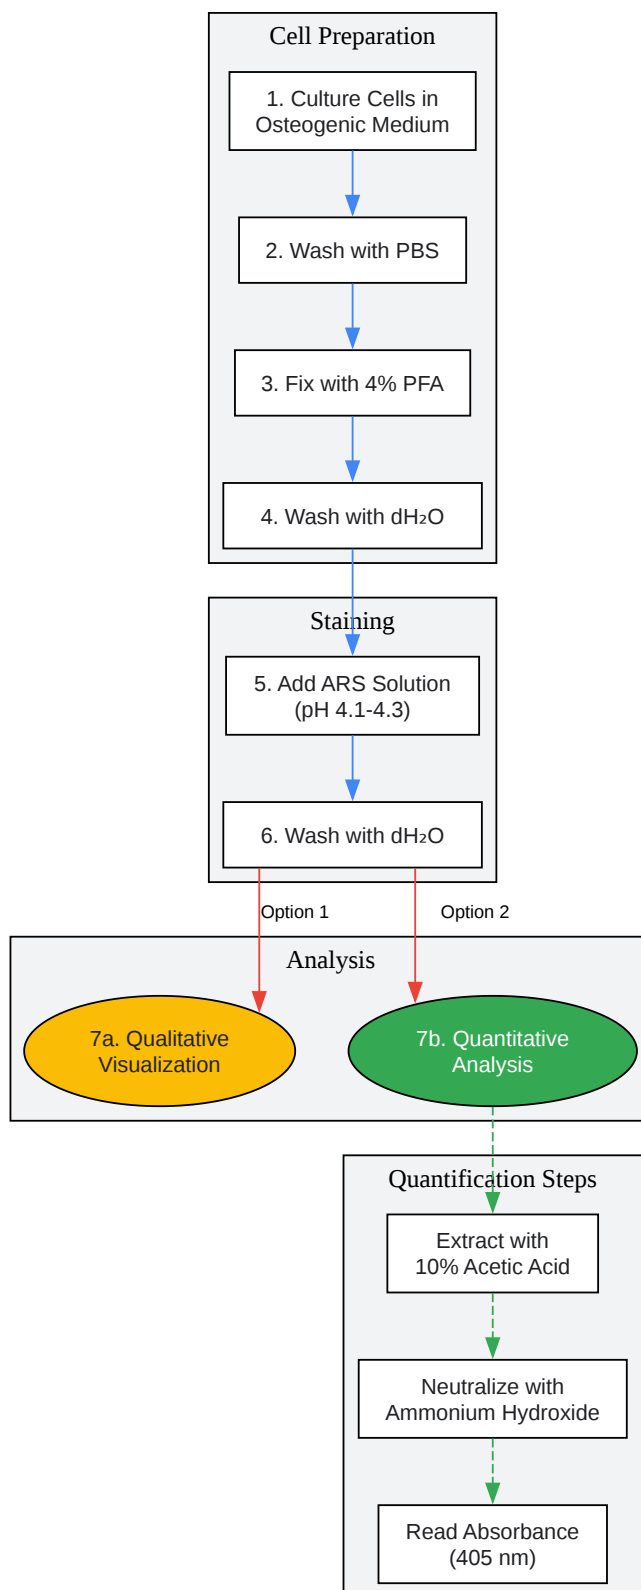 Cell Preparation
1. Culture Cells in
Osteogenic Medium
2. Wash with PBS
3. Fix with 4% PFA
4. Wash with dH₂O
Staining
5. Add ARS Solution
(pH 4.1-4.3)
6. Wash with dH₂O
Option 1
Option 2
Analysis
7a. Qualitative
Visualization
7b. Quantitative
Analysis
Quantification Steps
Extract with
10% Acetic Acid
Neutralize with
Ammonium Hydroxide
Read Absorbance
(405 nm)